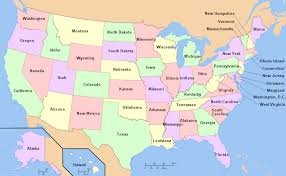 New Hampshire
Vermont
Massachusetts
Washington
Montana
North Dakota
Minnesota
Maine
Oregon
Idaho
South Dakota
Wisconsin
Michigan
New York
Rhode Island
Connecticut
New Jersey
Delaware
Maryland
Washington, D.C.
Wyoming
Iowa
Nebraska
Pennsylvania
Nevada
Utah
Colorado
Illinois
Indiana
Ohio
California
Kansas
Missouri
Kentucky
Virginia
North Carolina
Tennessee
South
Carolina
Arizona
New Mexico
Oklahoma
Arkansas
Georgia
Alabama
Texas
Louisiana
Florida
Alaska
Hawaii